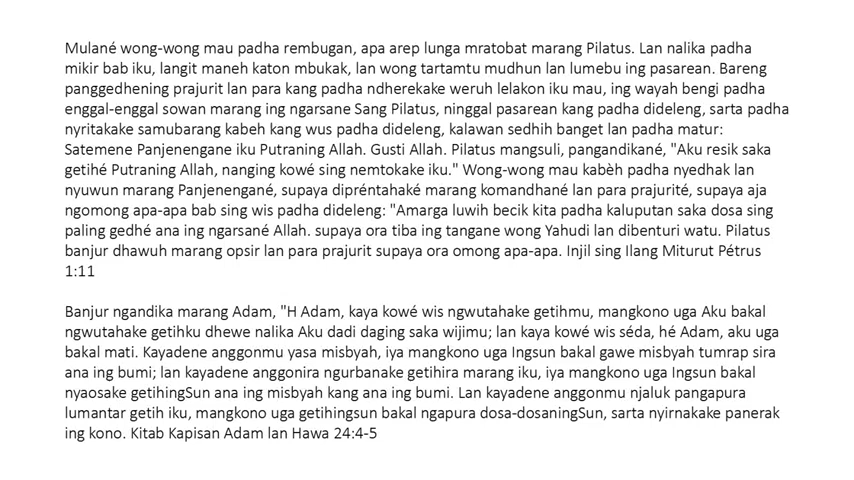 Mulané wong-wong mau padha rembugan, apa arep lunga mratobat marang Pilatus. Lan nalika padha
mikir bab iku, langit maneh katon mbukak, lan wong tartamtu mudhun lan lumebu ing pasarean. Bareng
panggedhening prajurit lan para kang padha ndherekake weruh lelakon iku mau, ing wayah bengi padha
enggal-enggal sowan marang ing ngarsane Sang Pilatus, ninggal pasarean kang padha dideleng, sarta padha
nyritakake samubarang kabeh kang wus padha dideleng, kalawan sedhih banget lan padha matur:
Satemene Panjenengane iku Putraning Allah. Gusti Allah. Pilatus mangsuli, pangandikané, "Aku resik saka
getihé Putraning Allah, nanging kowé sing nemtokake iku." Wong-wong mau kabèh padha nyedhak lan
nyuwun marang Panjenengané, supaya dipréntahaké marang komandhané lan para prajurité, supaya aja
ngomong apa-apa bab sing wis padha dideleng: "Amarga luwih becik kita padha kaluputan saka dosa sing
paling gedhé ana ing ngarsané Allah. supaya ora tiba ing tangane wong Yahudi lan dibenturi watu. Pilatus
banjur dhawuh marang opsir lan para prajurit supaya ora omong apa-apa. Injil sing Ilang Miturut Pétrus
1:11
Banjur ngandika marang Adam, "H Adam, kaya kowé wis ngwutahake getihmu, mangkono uga Aku bakal
ngwutahake getihku dhewe nalika Aku dadi daging saka wijimu; lan kaya kowé wis séda, hé Adam, aku uga
bakal mati. Kayadene anggonmu yasa misbyah, iya mangkono uga Ingsun bakal gawe misbyah tumrap sira
ana ing bumi; lan kayadene anggonira ngurbanake getihira marang iku, iya mangkono uga Ingsun bakal
nyaosake getihingSun ana ing misbyah kang ana ing bumi. Lan kayadene anggonmu njaluk pangapura
lumantar getih iku, mangkono uga getihingsun bakal ngapura dosa-dosaningSun, sarta nyirnakake panerak
ing kono. Kitab Kapisan Adam lan Hawa 24:4-5